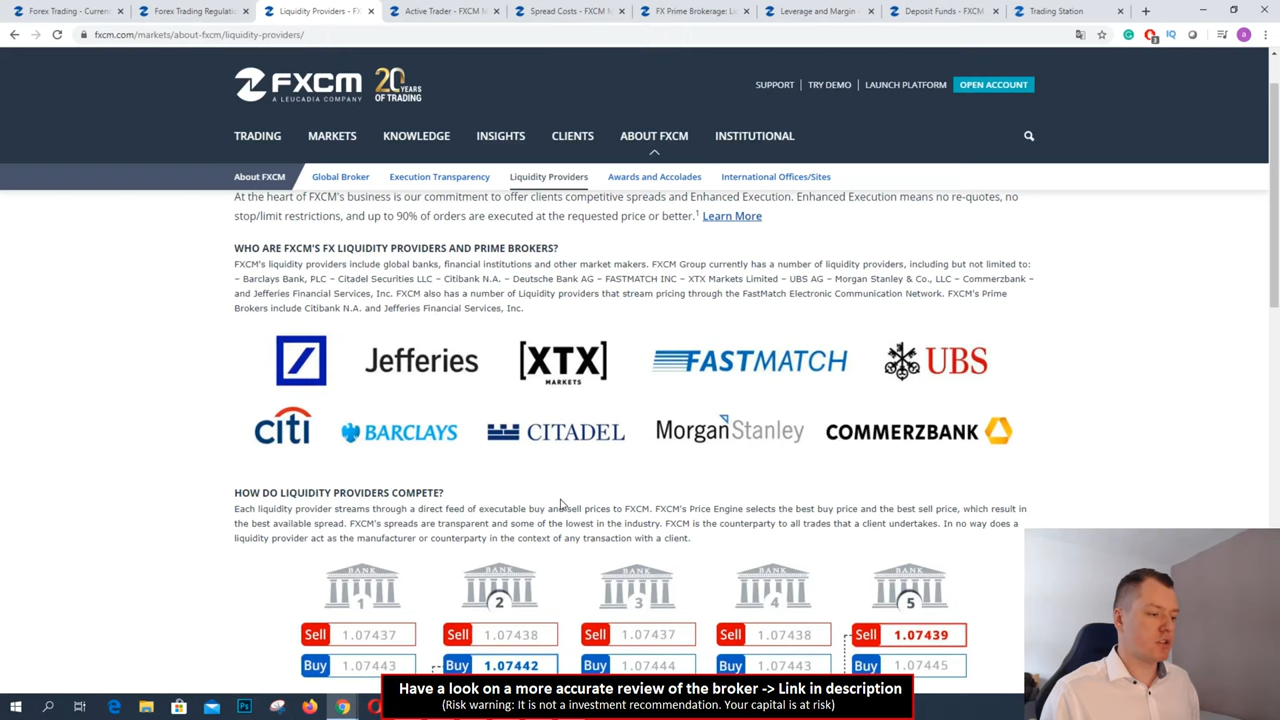 Forex Trading - Currenc
Forex Trading Regulatio
Liquidity Providers - FX
Active Trader - FXCM M
Spread Costs - FXCM M
FX Prime Brokerage: Li
Leverage and Margin
Deposit Funds - FXCM
Trading Station
fxcm.com/markets/about-fxcm/liquidity-providers/
FXCM
A LEUCADIA COMPANY
20 YEARS
OF TRADING
SUPPORT | TRY DEMO | LAUNCH PLATFORM OPEN ACCOUNT
TRADING MARKETS KNOWLEDGE INSIGHTS CLIENTS ABOUT FXCM INSTITUTIONAL
About FXCM Global Broker Execution Transparency Liquidity Providers Awards and Accolades International Offices/Sites
At the heart of FXCM's business is our commitment to offer clients competitive spreads and Enhanced Execution. Enhanced Execution means no re-quotes, no
stop/limit restrictions, and up to 90% of orders are executed at the requested price or better.1 Learn More
WHO ARE FXCM'S FX LIQUIDITY PROVIDERS AND PRIME BROKERS?
FXCM's liquidity providers include global banks, financial institutions and other market makers. FXCM Group currently has a number of liquidity providers, including but not limited to:
– Barclays Bank, PLC – Citadel Securities LLC – Citibank N.A. – Deutsche Bank AG – FASTMATCH INC – XTX Markets Limited – UBS AG – Morgan Stanley & Co., LLC – Commerzbank –
and Jefferies Financial Services, Inc. FXCM also has a number of Liquidity providers that stream pricing through the FastMatch Electronic Communication Network. FXCM's Prime
Brokers include Citibank N.A. and Jefferies Financial Services, Inc.
Jefferies [XTX] MARKETS FASTMATCH UBS
citi BARCLAYS CITADEL Morgan Stanley COMMERZBANK
HOW DO LIQUIDITY PROVIDERS COMPETE?
Each liquidity provider streams through a direct feed of executable buy and sell prices to FXCM. FXCM's Price Engine selects the best buy price and the best sell price, which result in
the best available spread. FXCM's spreads are transparent and some of the lowest in the industry. FXCM is the counterparty to all trades that a client undertakes. In no way does a
liquidity provider act as the manufacturer or counterparty in the context of any transaction with a client.
BANK BANK BANK BANK BANK
1 2 3 4 5
Sell 1.07437 Sell 1.07438 Sell 1.07437 Sell 1.07438 Sell 1.07439
Buy 1.07443 Buy 1.07442 Buy 1.07444 Buy 1.07443 Buy 1.07445
Have a look on a more accurate review of the broker -> Link in description
(Risk warning: It is not a investment recommendation. Your capital is at risk)